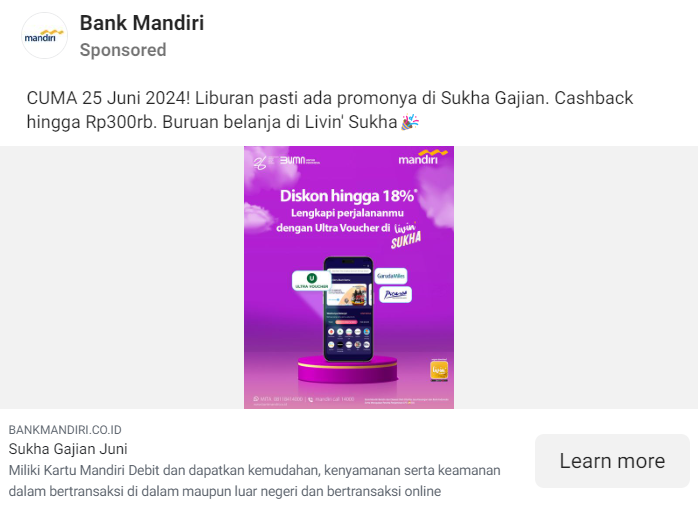 mandiri
Bank Mandiri
Sponsored
CUMA 25 Juni 2024! Liburan pasti ada promonya di Sukha Gajian. Cashback
hingga Rp300rb. Buruan belanja di Livin' Sukha🎉
BUMN
mandiri
Diskon hingga 18%*
Lengkapi perjalananmu
dengan Ultra Voucher di livin'
SUKHA
ULTRA VOUCHER
GarudaMiles
BANKMANDIRI.CO.ID
Sukha Gajian Juni
Miliki Kartu Mandiri Debit dan dapatkan kemudahan, kenyamanan serta keamanan
dalam bertransaksi di dalam maupun luar negeri dan bertransaksi online
Learn more